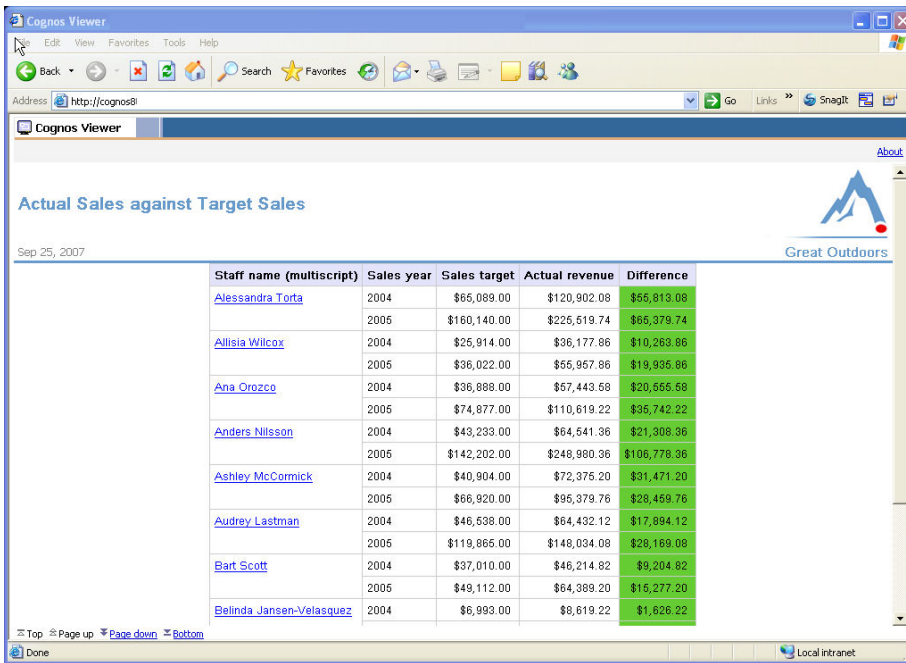 Cognos Viewer
File Edit View Favorites Tools Help
Back Search Favorites
Address http://cognos8 Go Links » SnagIt
Cognos Viewer
About
Actual Sales against Target Sales
Sep 25, 2007
Great Outdoors
Staff name (multiscript) Sales year Sales target Actual revenue Difference
Alessandra Torta 2004 $65,089.00 $120,902.08 $55,813.08
2005 $160,140.00 $225,519.74 $65,379.74
Allisia Wilcox 2004 $25,914.00 $36,177.86 $10,263.86
2005 $36,022.00 $55,957.86 $19,935.86
Ana Orozco 2004 $36,888.00 $57,443.58 $20,555.58
2005 $74,877.00 $110,619.22 $35,742.22
Anders Nilsson 2004 $43,233.00 $64,541.36 $21,308.36
2005 $142,202.00 $248,980.36 $106,778.36
Ashley McCormick 2004 $40,904.00 $72,375.20 $31,471.20
2005 $66,920.00 $95,379.76 $28,459.76
Audrey Lastman 2004 $46,538.00 $64,432.12 $17,894.12
2005 $119,865.00 $148,034.08 $28,169.08
Bart Scott 2004 $37,010.00 $46,214.82 $9,204.82
2005 $49,112.00 $64,389.20 $15,277.20
Belinda Jansen-Velasquez 2004 $6,993.00 $8,619.22 $1,626.22
Top Page up Page down Bottom
Done Local intranet